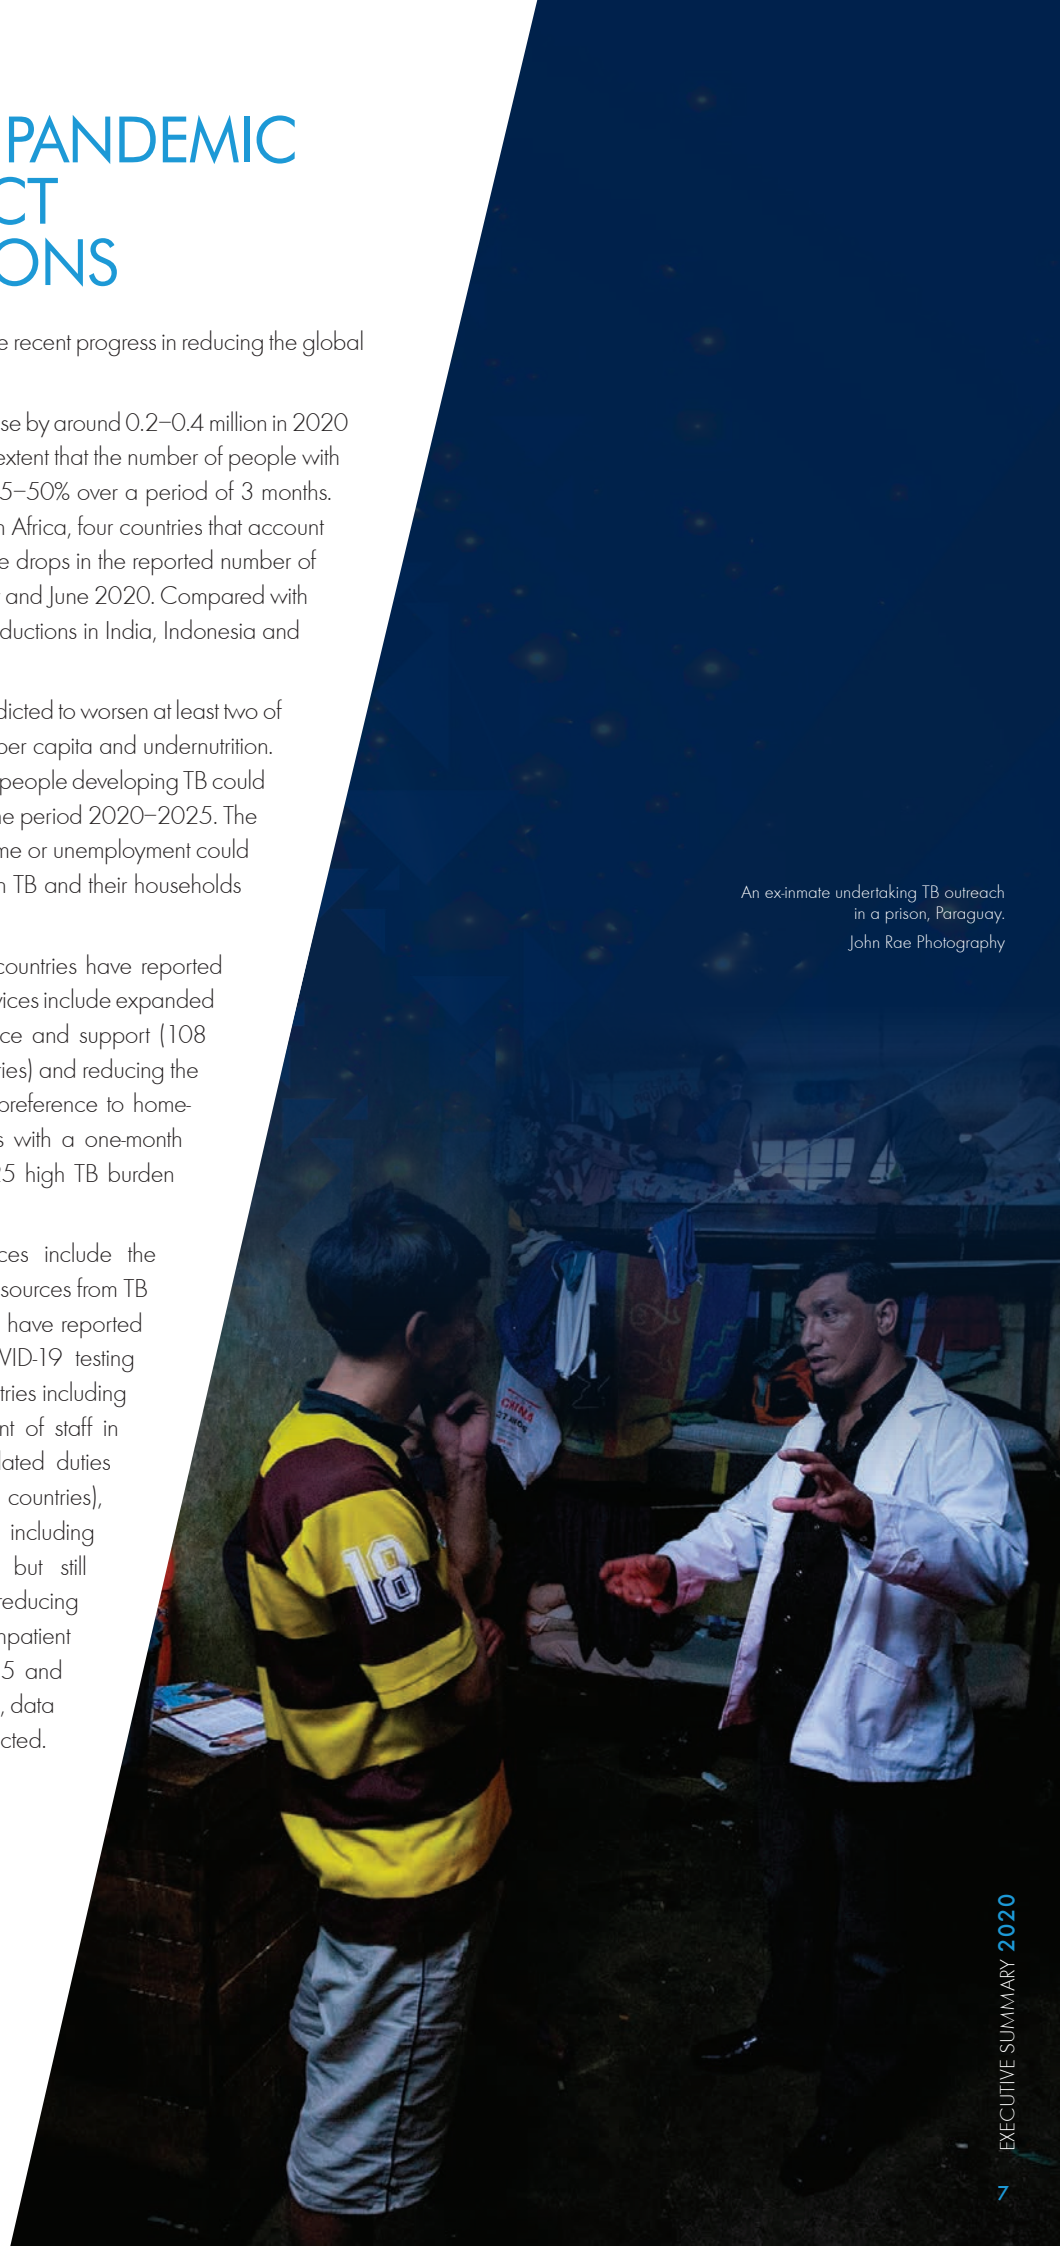 PANDEMIC
CT
ONS
e recent progress in reducing the global
se by around 0.2–0.4 million in 2020
extent that the number of people with
5–50% over a period of 3 months.
n Africa, four countries that account
e drops in the reported number of
and June 2020. Compared with
ductions in India, Indonesia and
dicted to worsen at least two of
per capita and undernutrition.
people developing TB could
he period 2020–2025. The
me or unemployment could
n TB and their households
countries have reported
vices include expanded
ce and support (108
ries) and reducing the
preference to home-
s with a one-month
25 high TB burden
ces include the
sources from TB
have reported
VID-19 testing
tries including
nt of staff in
lated duties
countries),
including
but still
reducing
npatient
5 and
, data
cted.
An ex-inmate undertaking TB outreach
in a prison, Paraguay.
John Rae Photography
CHINA
18
EXECUTIVE SUMMARY 2020
7